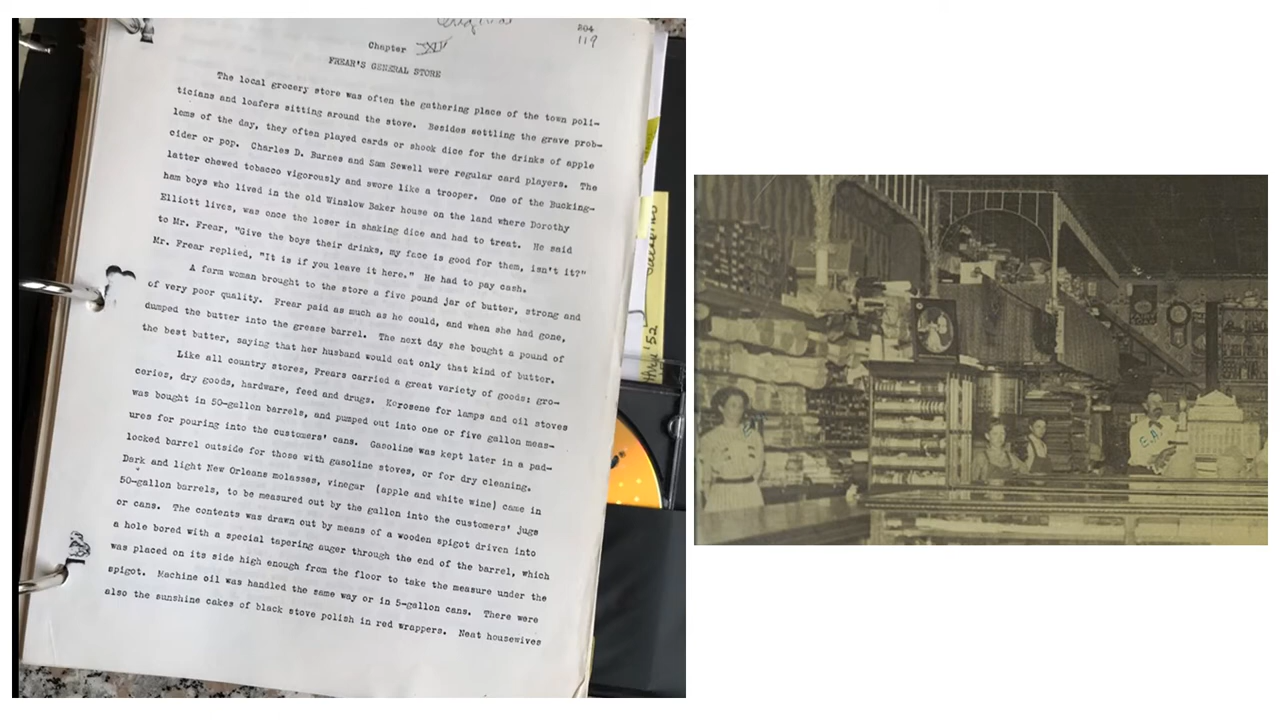 204
119
Chapter
FREAR'S GENERAL STORE
The local grocery store was often the gathering place of the town poli-
ticians and loafers sitting around the stove. Besides settling the grave prob-
lems of the day, they often played cards or shook dice for the drinks of apple
cider or pop. Charles D. Burnes and Sam Sewell were regular card players. The
latter chewed tobacco vigorously and swore like a trooper. One of the Bucking-
ham boys who lived in the old Winslow Baker house on the land where Dorothy
Elliott lives, was once the loser in shaking dice and had to treat. He said
to Mr. Frear, "Give the boys their drinks, my face is good for them, isn't it?"
Mr. Frear replied, "It is if you leave it here." He had to pay cash.
A farm woman brought to the store a five pound jar of butter, strong and
of very poor quality. Frear paid as much as he could, and when she had gone,
dumped the butter into the grease barrel. The next day she bought a pound of
the best butter, saying that her husband would eat only that kind of butter.
Like all country stores, Frears carried a great variety of goods; gro-
ceries, dry goods, hardware, feed and drugs. Kerosene for lamps and oil stoves
was bought in 50-gallon barrels, and pumped out into one or five gallon meas-
ures for pouring into the customers' cans. Gasoline was kept later in a pad-
locked barrel outside for those with gasoline stoves, or for dry cleaning.
Dark and light New Orleans molasses, vinegar (apple and white wine) came in
50-gallon barrels, to be measured out by the gallon into the customers' jugs
or cans. The contents was drawn out by means of a wooden spigot driven into
a hole bored with a special tapering auger through the end of the barrel, which
was placed on its side high enough from the floor to take the measure under the
spigot. Machine oil was handled the same way or in 5-gallon cans. There were
also the sunshine cakes of black stove polish in red wrappers. Neat housewives
'52
E.A.